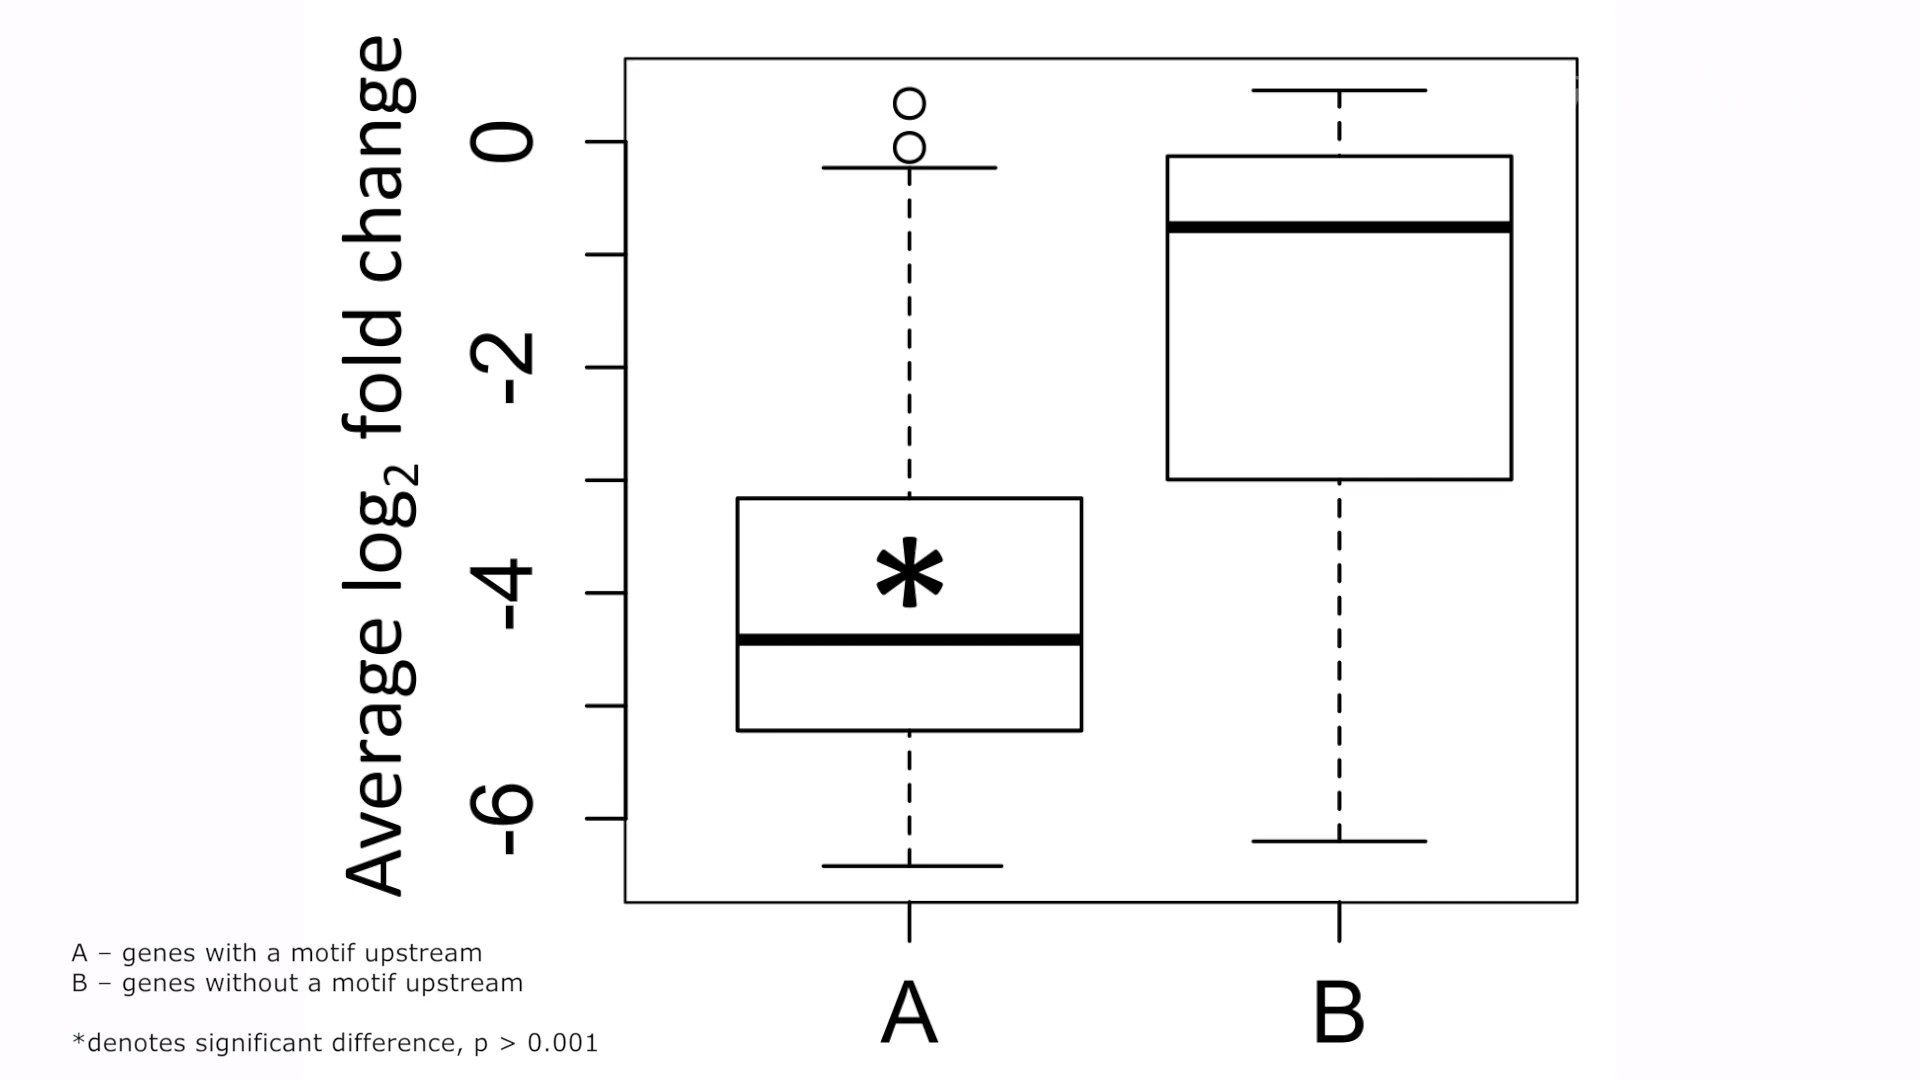 Average log₂ fold change
0
-2
-4
-6
*
A
B
A – genes with a motif upstream
B – genes without a motif upstream
*denotes significant difference, p > 0.001